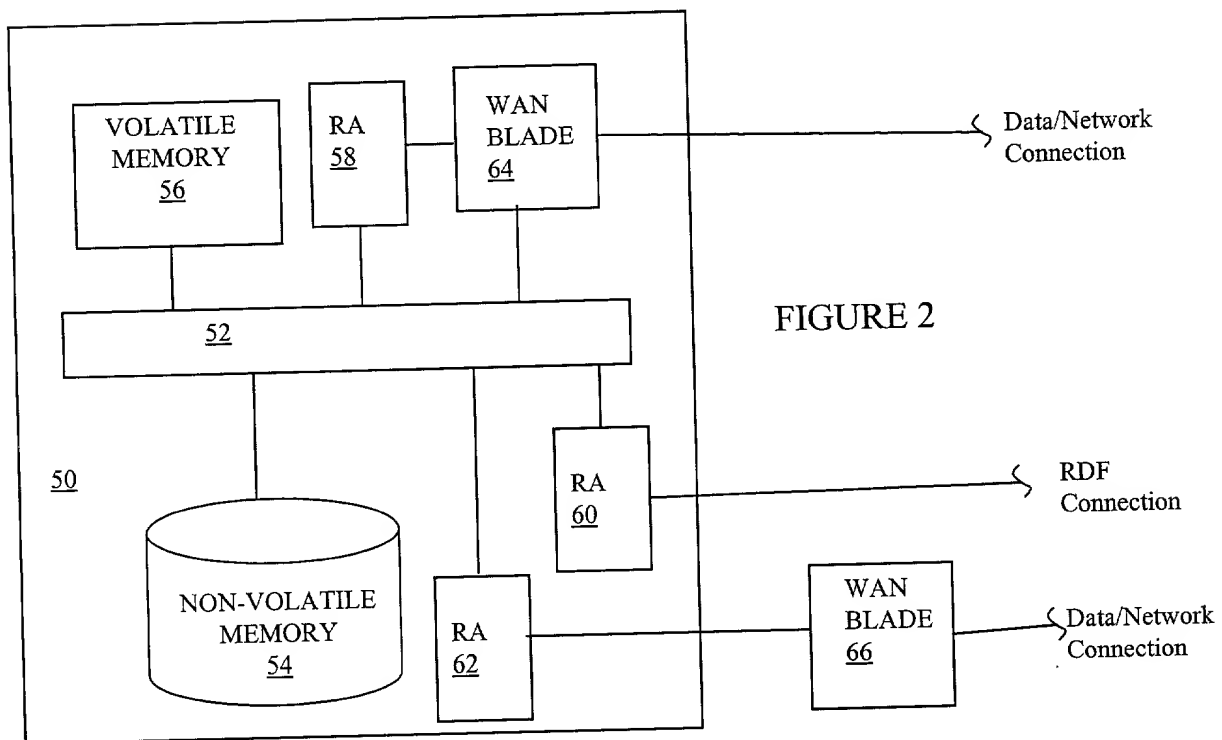 VOLATILE
MEMORY
56
RA
58
WAN
BLADE
64
Data/Network
Connection
52
FIGURE 2
50
RA
60
RDF
Connection
NON-VOLATILE
MEMORY
54
RA
62
WAN
BLADE
66
Data/Network
Connection